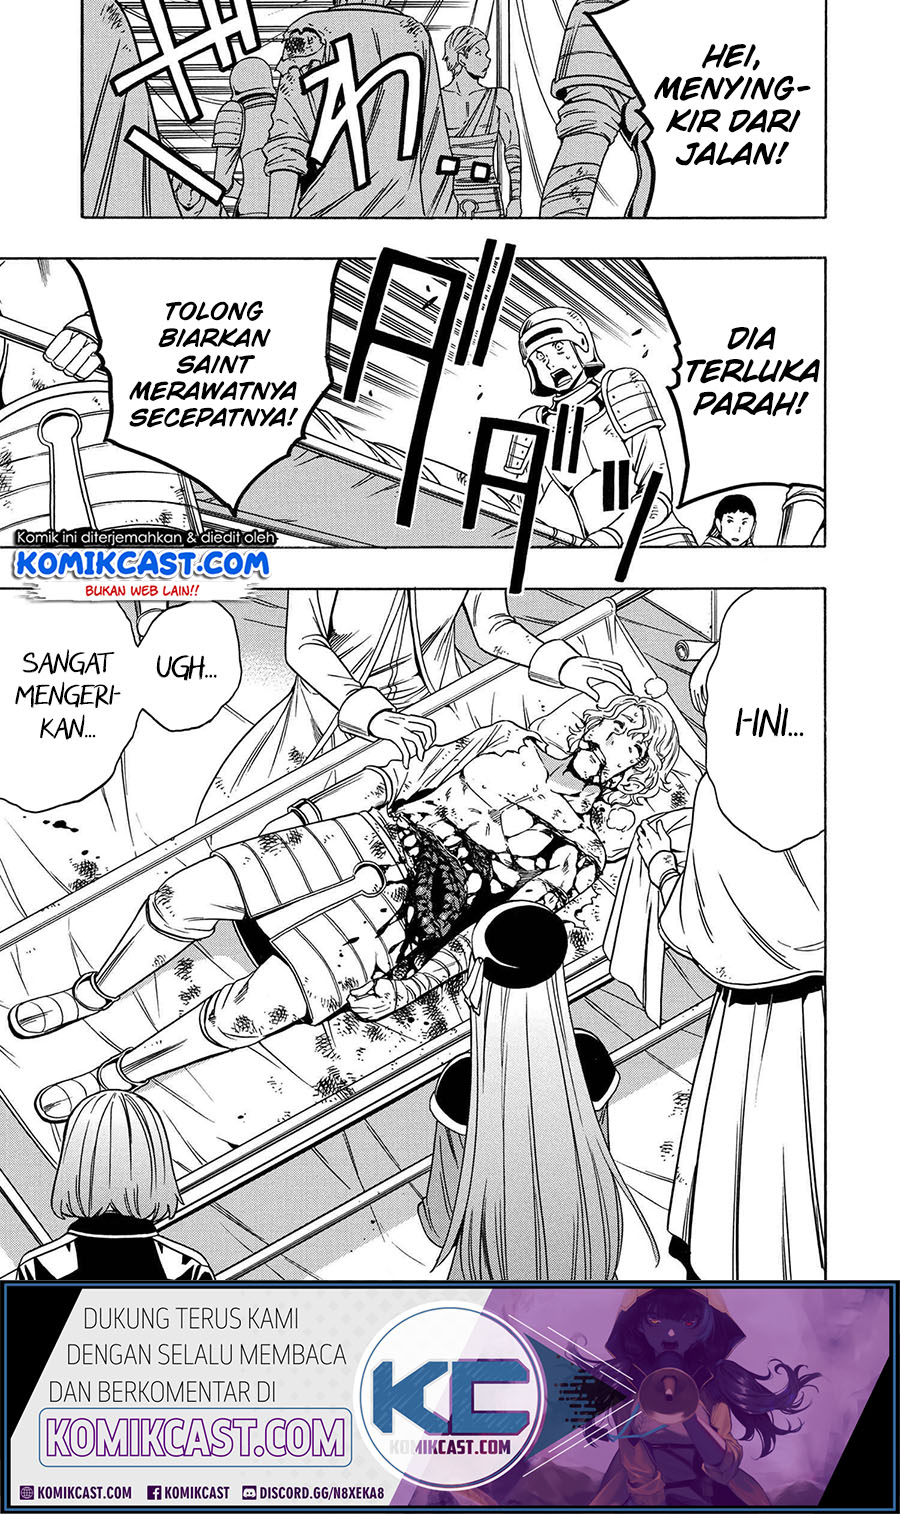 HEI,
MENYING-
KIR DARI
JALAN!
ざわ
DIA
TERLUKA
PARAH!
TOLONG
BIARKAN
SAINT
MERAWATNYA
SECEPATNYA!
Komik ini diterjemahkan & diedit oleh
KOMIKCAST.COM
BUKAN WEB LAIN!!
I-INI...
UGH...
SANGAT
MENGERI-
KAN...
DUKUNG TERUS KAMI
DENGAN SELALU MEMBACA
DAN BERKOMENTAR DI
KOMIKCAST.COM
KC
KOMIKCAST.COM
KOMIKCAST.COM KOMIKCAST DISCORD.GG/N8XEKA8